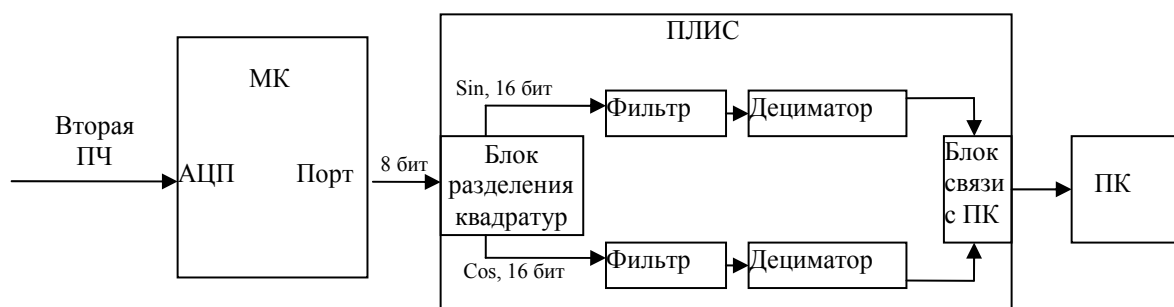 ПЛИС
МК
Sin, 16 бит
Фильтр
Дециматор
Вторая
ПЧ
АЦП
Порт
8 бит
Блок
разделения
квадратур
Блок
связи
с ПК
ПК
Cos, 16 бит
Фильтр
Дециматор